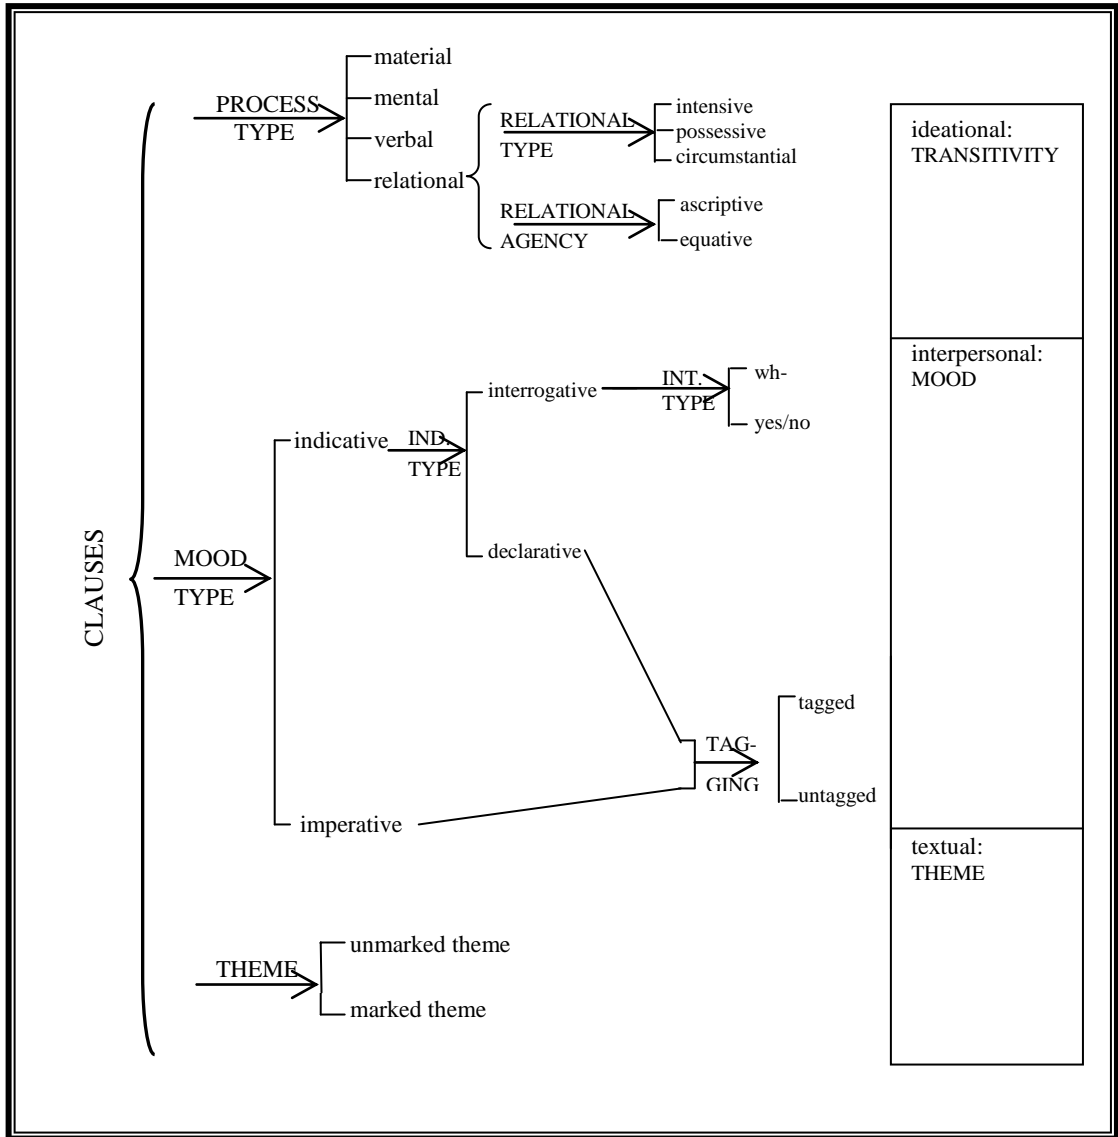 material
mental
PROCESS
TYPE
verbal
relational
RELATIONAL
TYPE
intensive
possessive
circumstantial
RELATIONAL
AGENCY
ascriptive
equative
ideational:
TRANSITIVITY
CLAUSES
MOOD
TYPE
indicative
IND.
TYPE
interrogative
INT.
TYPE
wh-
yes/no
declarative
imperative
TAG-
GING
tagged
untagged
interpersonal:
MOOD
THEME
unmarked theme
marked theme
textual:
THEME